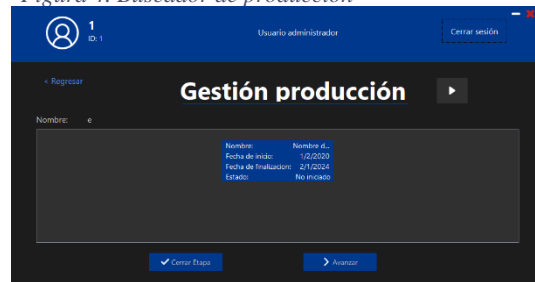 Figura 4. Buscador de producción
1
ID: 1
Usuario administrador
Cerrar sesión
< Regresar
Gestión producción
Nombre: e
Nombre: Nombre d...
Fecha de inicio: 1/2/2020
Fecha de finalizacion: 2/1/2024
Estado: No iniciado
Cerrar Etapa
Avanzar